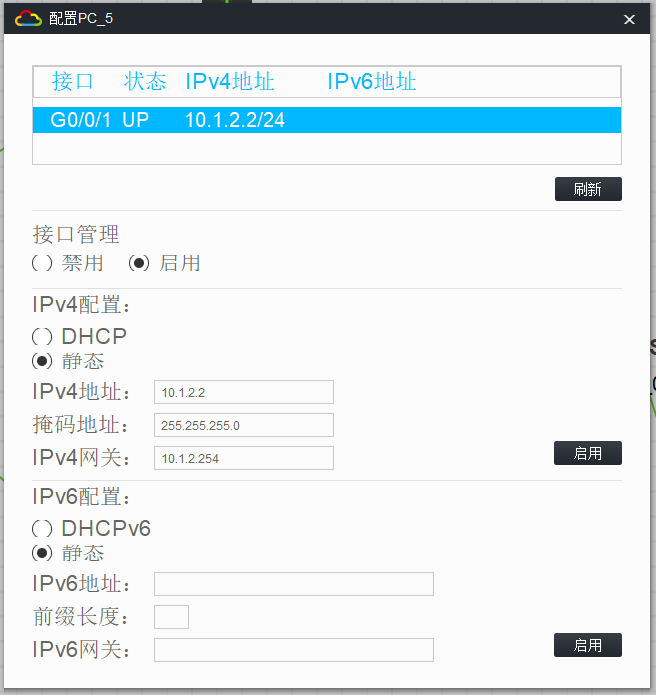 配置PC_5
接口 状态 IPv4地址 IPv6地址
G0/0/1 UP 10.1.2.2/24
刷新
接口管理
禁用 启用
IPv4配置：
DHCP
静态
IPv4地址： 10.1.2.2
掩码地址： 255.255.255.0
IPv4网关： 10.1.2.254
启用
IPv6配置：
DHCPv6
静态
IPv6地址：
前缀长度：
IPv6网关：
启用